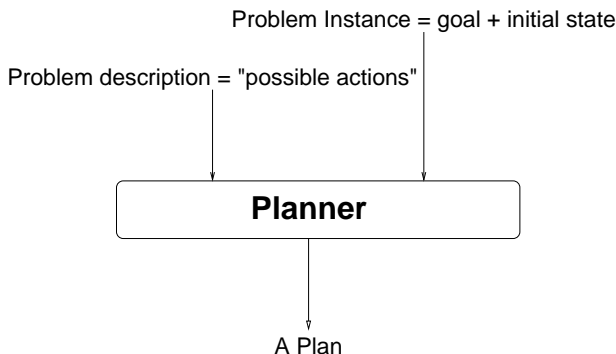 Problem Instance = goal + initial state
Problem description = "possible actions"
Planner
A Plan